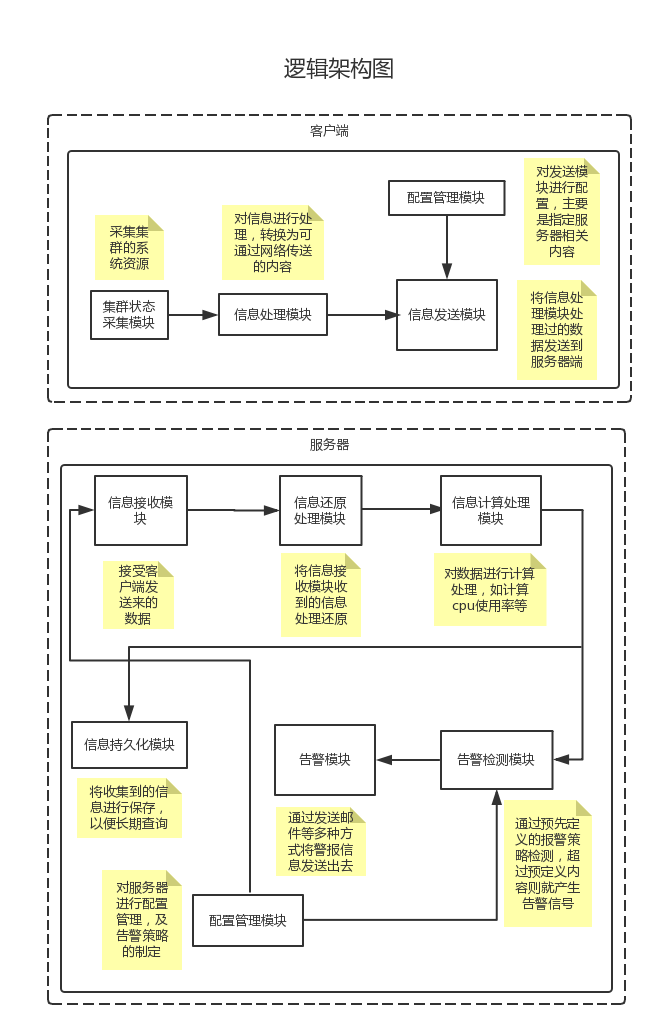 逻辑架构图
客户端
采集集
群的系
统资源
对信息进行处
理，转换为可
通过网络传送
的内容
配置管理模块
对发送模
块进行配
置，主要
是指定服
务器相关
内容
集群状态
采集模块
信息处理模块
信息发送模块
将信息处
理模块处
理过的数
据发送到
服务器端
服务器
信息接收模
块
信息还原
处理模块
信息计算处理
模块
接受客
户端发
送来的
数据
将信息接
收模块收
到的信息
处理还原
对数据进行计算
处理，如计算
cpu使用率等
信息持久化模块
告警模块
告警检测模块
将收集到的信
息进行保存，
以便长期查询
通过发送邮
件等多种方
式将警报信
息发送出去
通过预先定
义的报警策
略检测，超
过预定义内
容则就产生
告警信号
对服务器
进行配置
管理，及
告警策略
的制定
配置管理模块